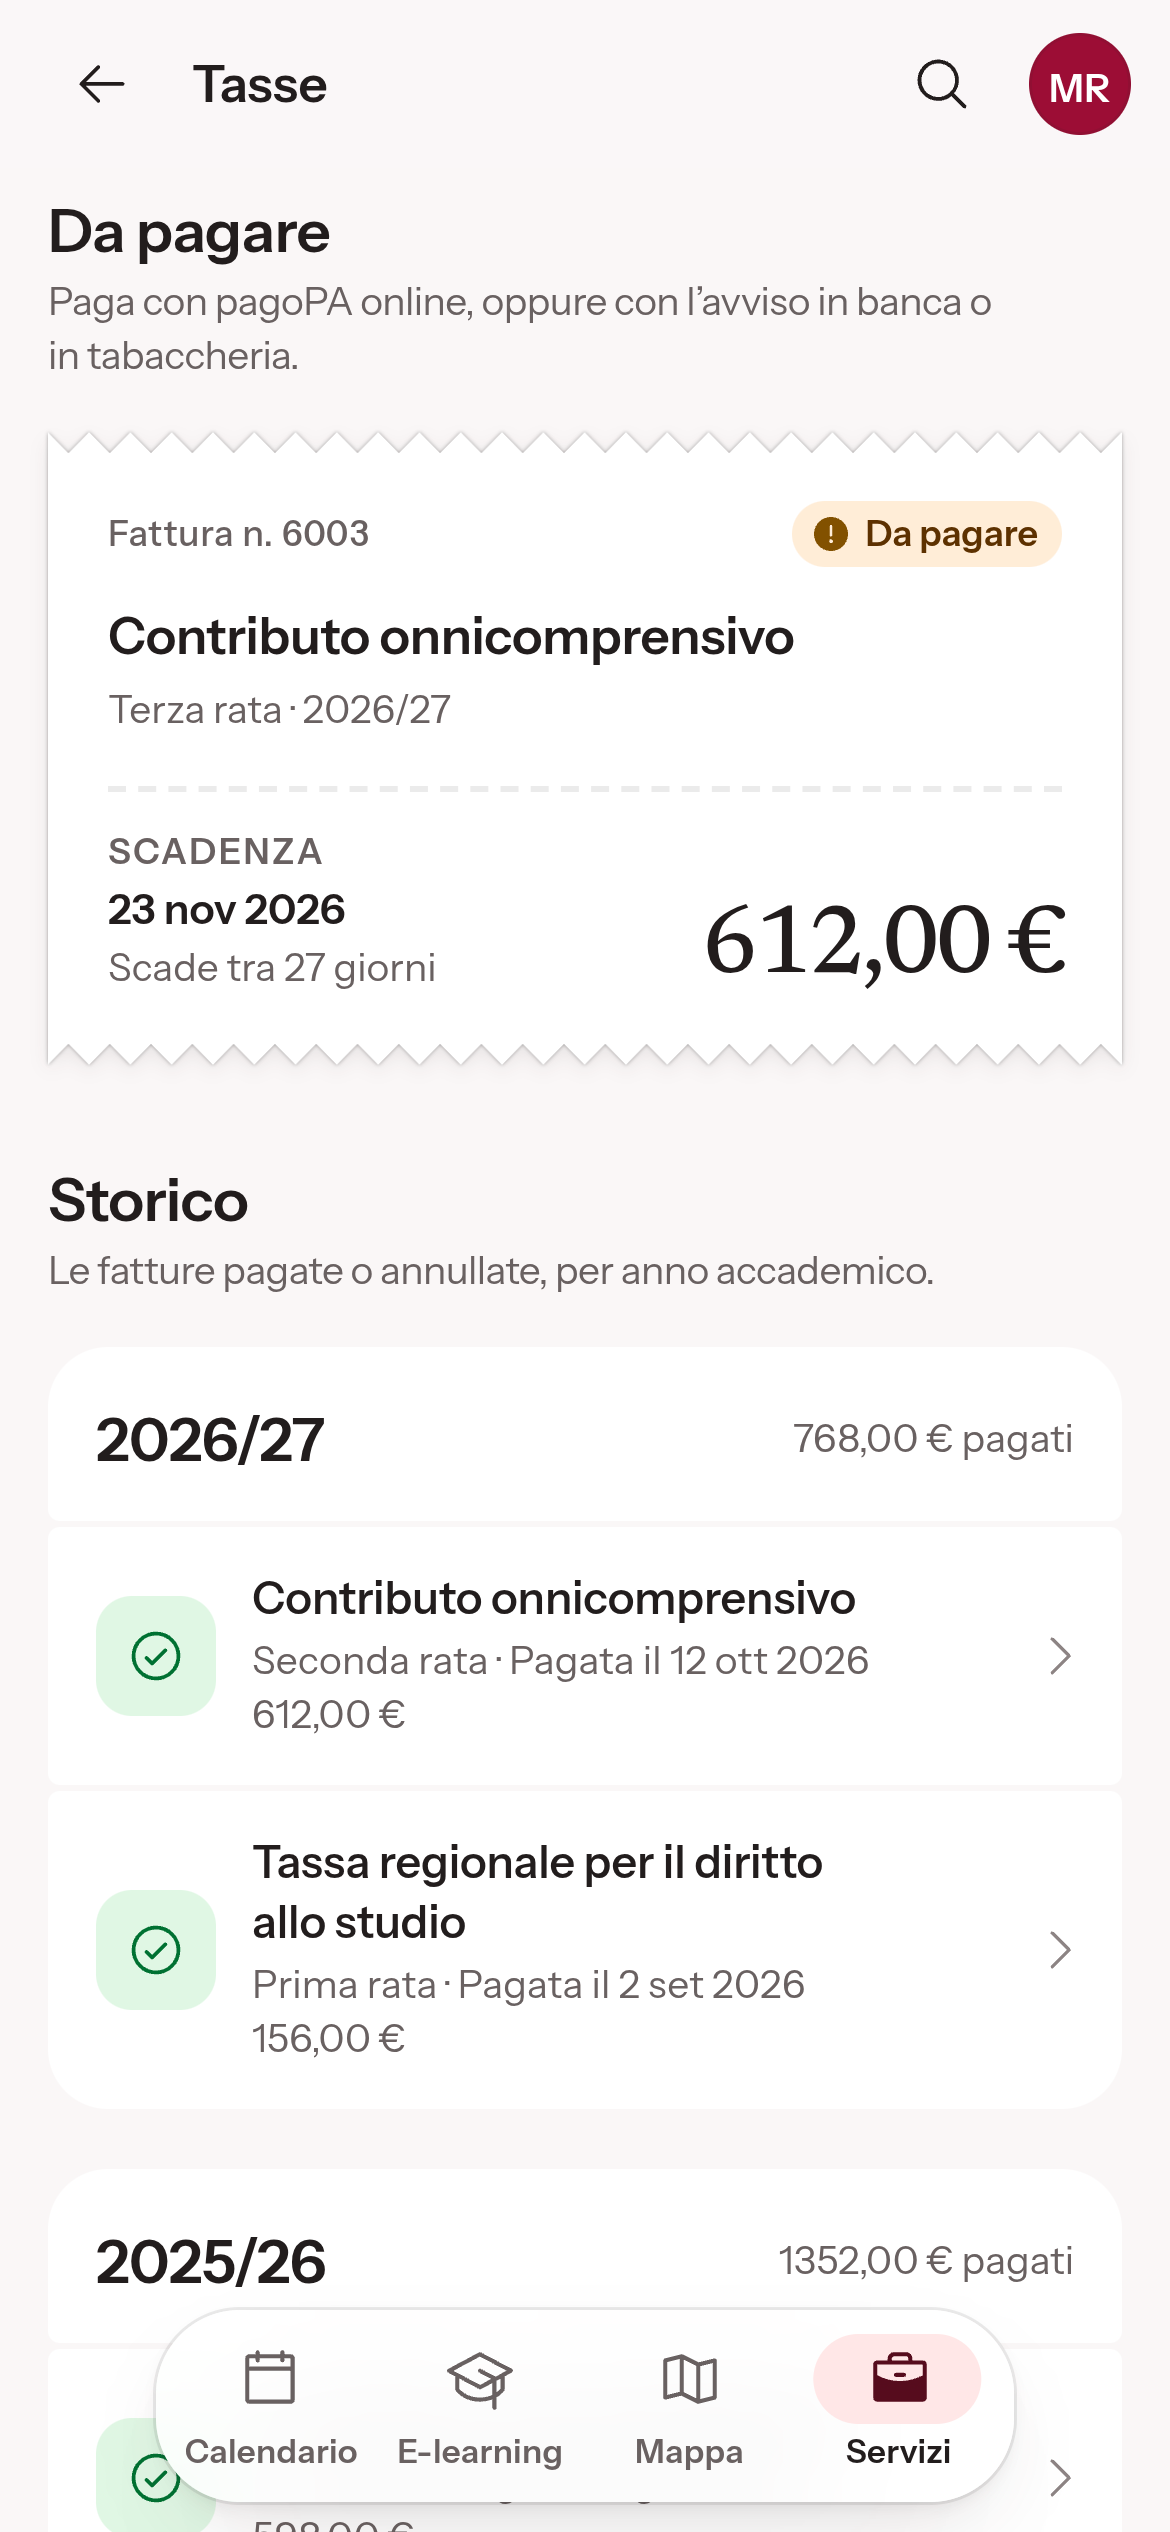 Tasse
MR
Da pagare
Paga con pagoPA online, oppure con l’avviso in banca o
in tabaccheria.
Fattura n. 6003
Da pagare
Contributo onnicomprensivo
Terza rata · 2026/27
SCADENZA
23 nov 2026
Scade tra 27 giorni
612,00 €
Storico
Le fatture pagate o annullate, per anno accademico.
2026/27
768,00 € pagati
Contributo onnicomprensivo
Seconda rata · Pagata il 12 ott 2026
612,00 €
Tassa regionale per il diritto
allo studio
Prima rata · Pagata il 2 set 2026
156,00 €
2025/26
1352,00 € pagati
Calendario
E-learning
Mappa
Servizi